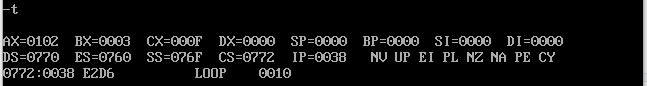 -t
AX=0102 BX=0003 CX=000F DX=0000 SP=0000 BP=0000 SI=0000 DI=0000
DS=0770 ES=0760 SS=076F CS=0772 IP=0038 NV UP EI PL NZ NA PE CY
0772:0038 E2D6 LOOP 0010